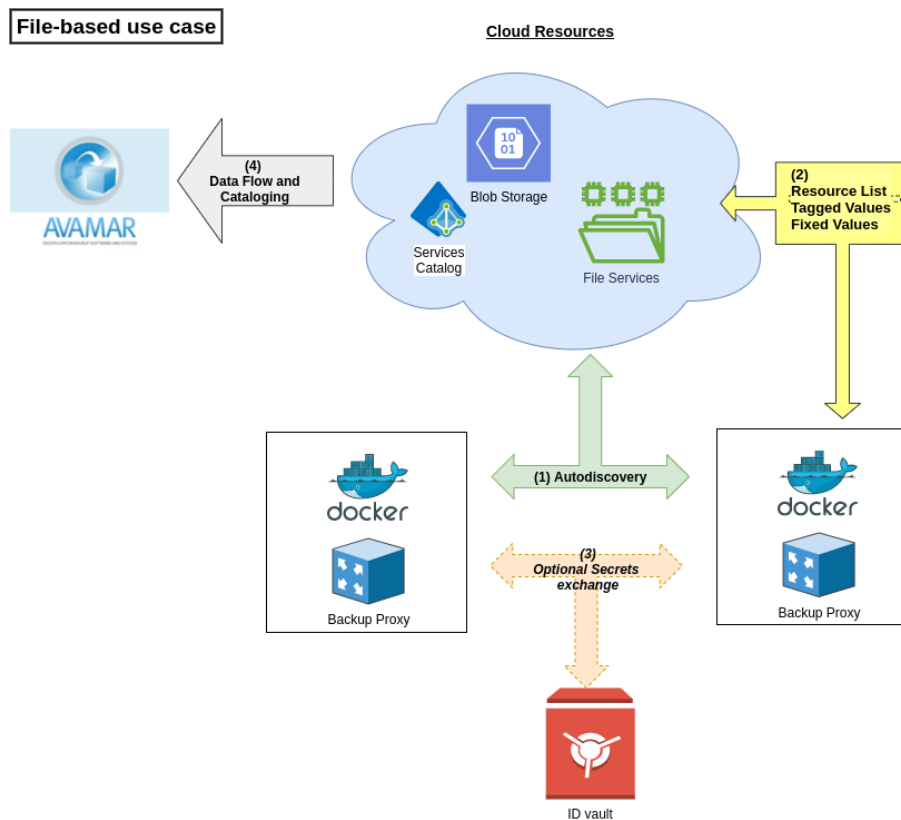 File-based use case
Cloud Resources
10
01
Blob Storage
(4)
Data Flow and
Cataloging
(2)
Resource List
Tagged Values
Fixed Values
AVAMAR
Services
Catalog
File Services
(1) Autodiscovery
docker
docker
(3)
Optional Secrets
exchange
Backup Proxy
Backup Proxy
ID vault